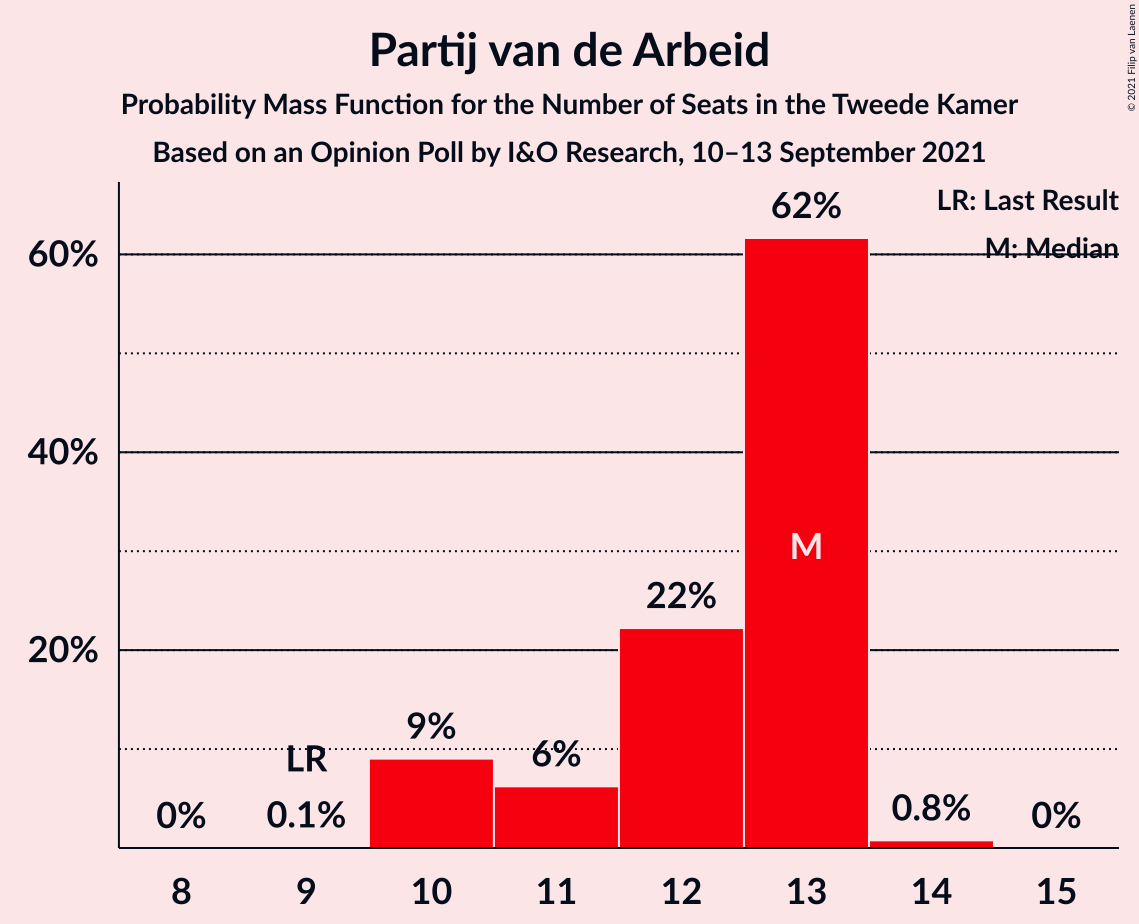 Partij van de Arbeid
Probability Mass Function for the Number of Seats in the Tweede Kamer
Based on an Opinion Poll by I&O Research, 10–13 September 2021
© 2021 Filip van Laenen
LR: Last Result
M: Median
60%
40%
20%
0%
LR
0.1%
9%
6%
22%
62%
M
0.8%
0%
8 9 10 11 12 13 14 15